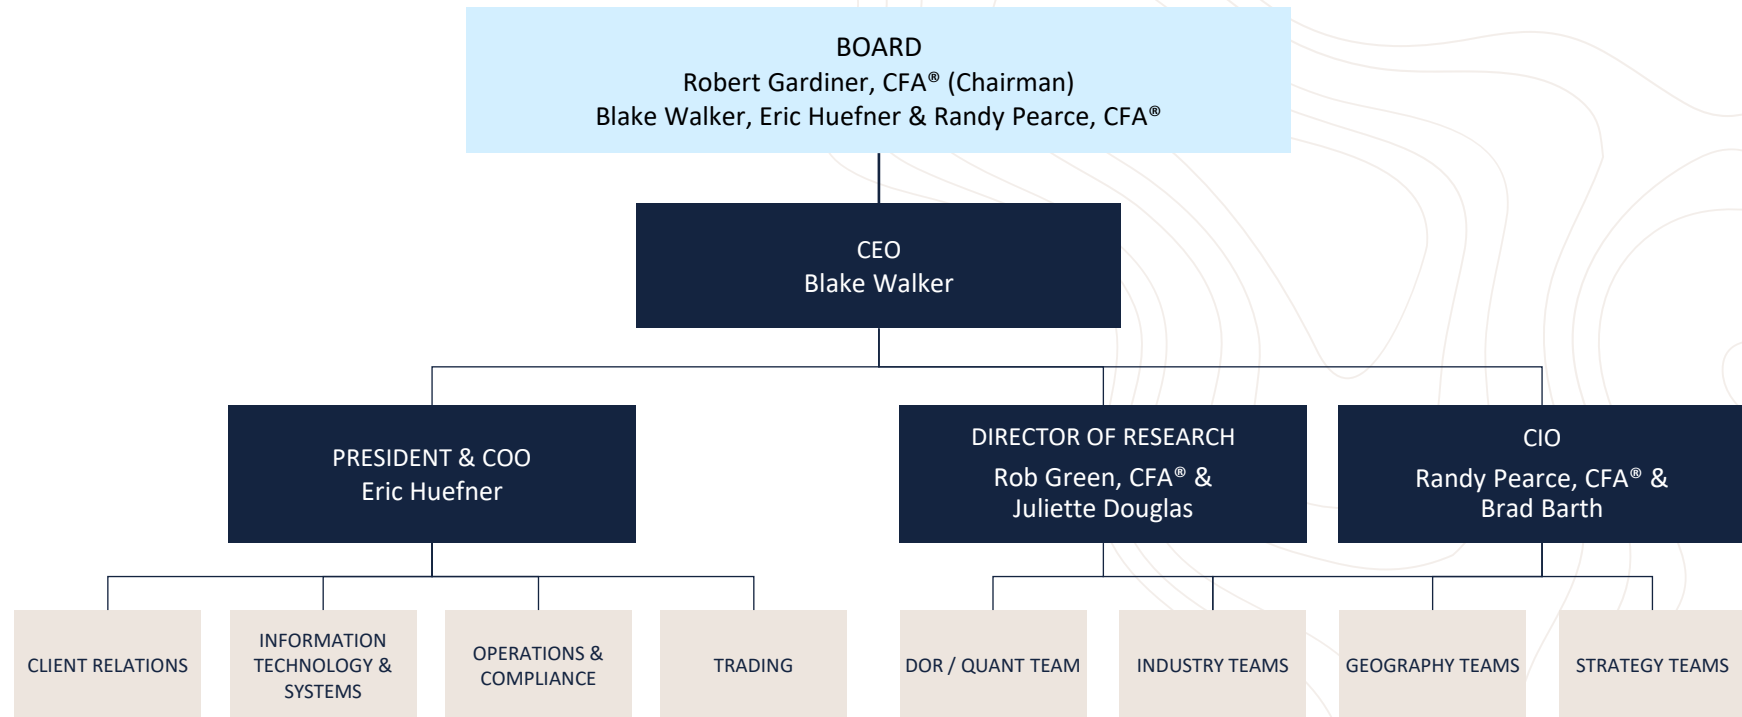 BOARD
Robert Gardiner, CFA® (Chairman)
Blake Walker, Eric Huefner & Randy Pearce, CFA®
CEO
Blake Walker
PRESIDENT & COO
Eric Huefner
DIRECTOR OF RESEARCH
Rob Green, CFA® &
Juliette Douglas
CIO
Randy Pearce, CFA® &
Brad Barth
CLIENT RELATIONS
INFORMATION
TECHNOLOGY &
SYSTEMS
OPERATIONS &
COMPLIANCE
TRADING
DOR / QUANT TEAM
INDUSTRY TEAMS
GEOGRAPHY TEAMS
STRATEGY TEAMS